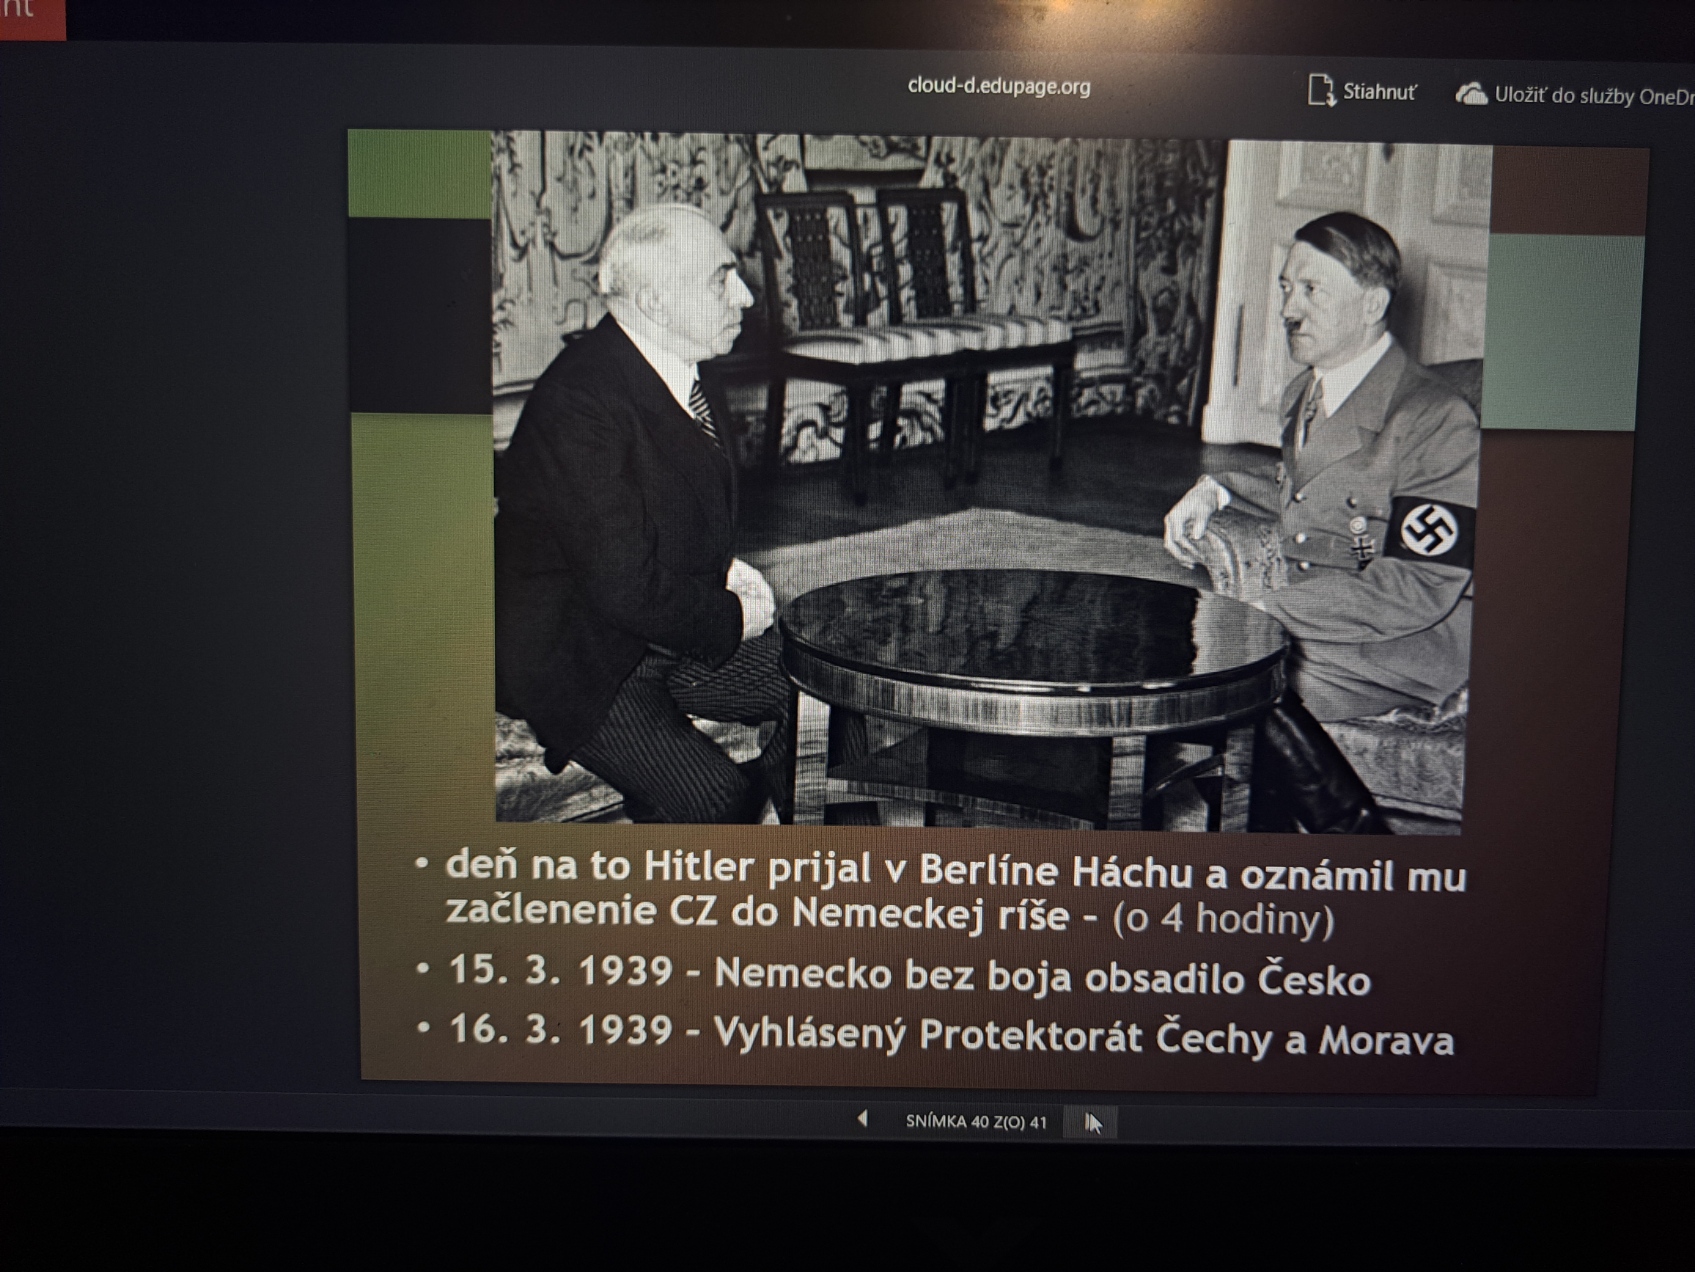 nt
cloud-d.edupage.org
Stiahnuť
Uložiť do služby OneDr
• deň na to Hitler prijal v Berlíne Háchu a oznámil mu
začlenenie CZ do Nemeckej ríše - (o 4 hodiny)
• 15. 3. 1939 - Nemecko bez boja obsadilo Česko
• 16. 3. 1939 - Vyhlásený Protektorát Čechy a Morava
SNÍMKA 40 Z(O) 41